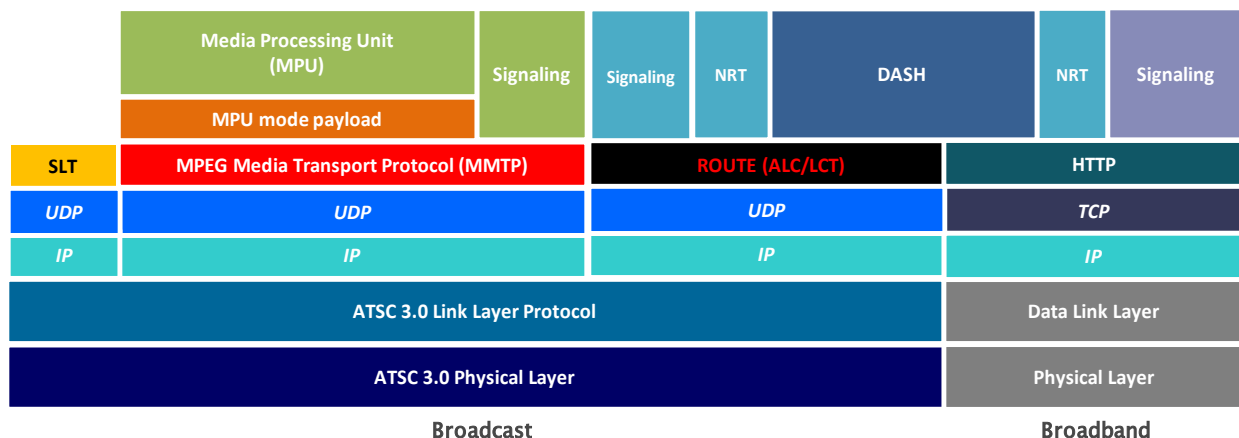 Media Processing Unit
(MPU)
Signaling
Signaling
NRT
DASH
NRT
Signaling
MPU mode payload
SLT
MPEG Media Transport Protocol (MMTP)
ROUTE (ALC/LCT)
HTTP
UDP
UDP
UDP
TCP
IP
IP
IP
IP
ATSC 3.0 Link Layer Protocol
Data Link Layer
ATSC 3.0 Physical Layer
Physical Layer
Broadcast
Broadband